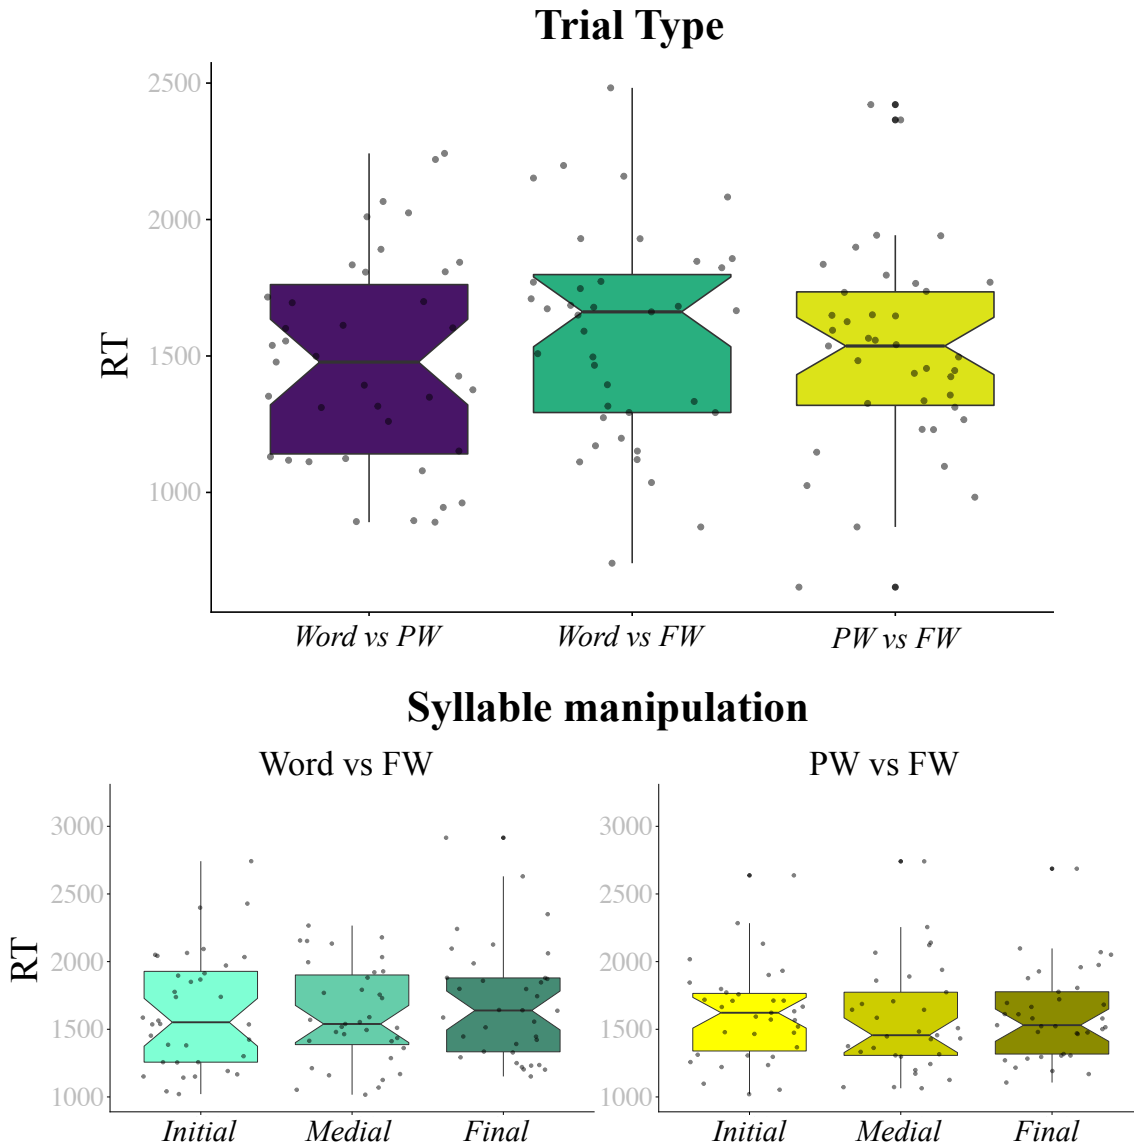 Trial Type
2500
2000
RT
1500
1000
Word vs PW Word vs FW PW vs FW
Syllable manipulation
Word vs FW PW vs FW
3000 3000
2500 2500
RT
2000 2000
1500 1500
1000 1000
Initial Medial Final Initial Medial Final